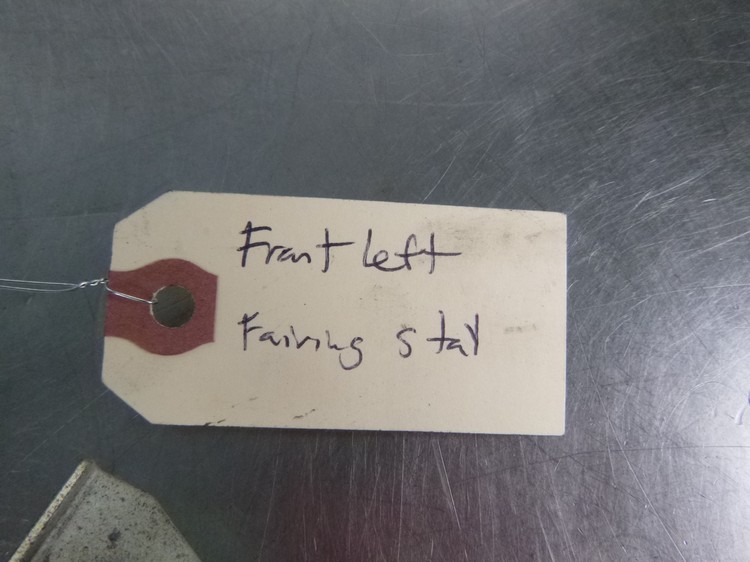 Front left
Fairing stay